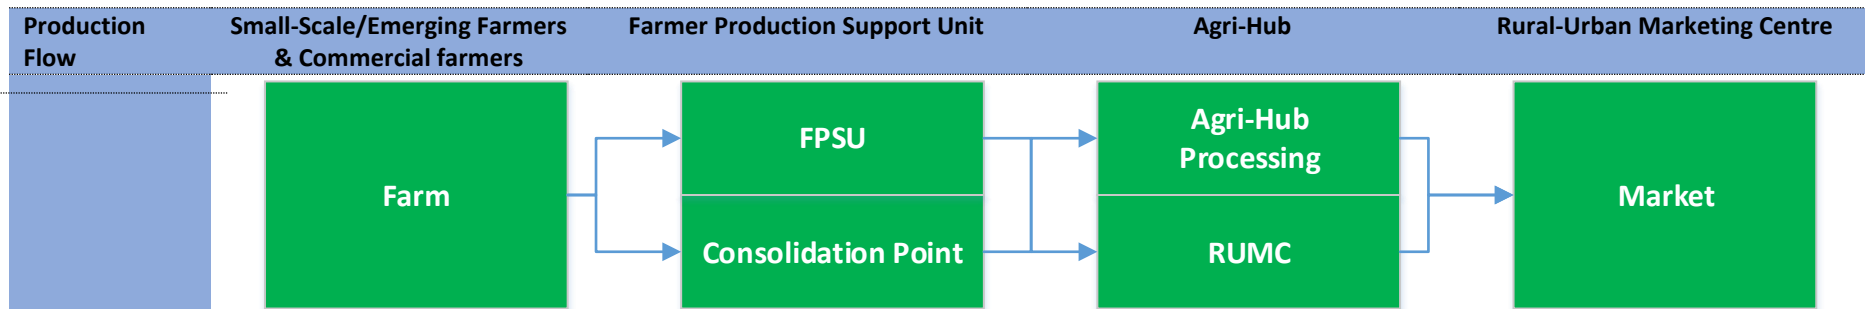 Production
Flow
Small-Scale/Emerging Farmers
& Commercial farmers
Farmer Production Support Unit
Agri-Hub
Rural-Urban Marketing Centre
Farm
FPSU
Consolidation Point
Agri-Hub
Processing
RUMC
Market